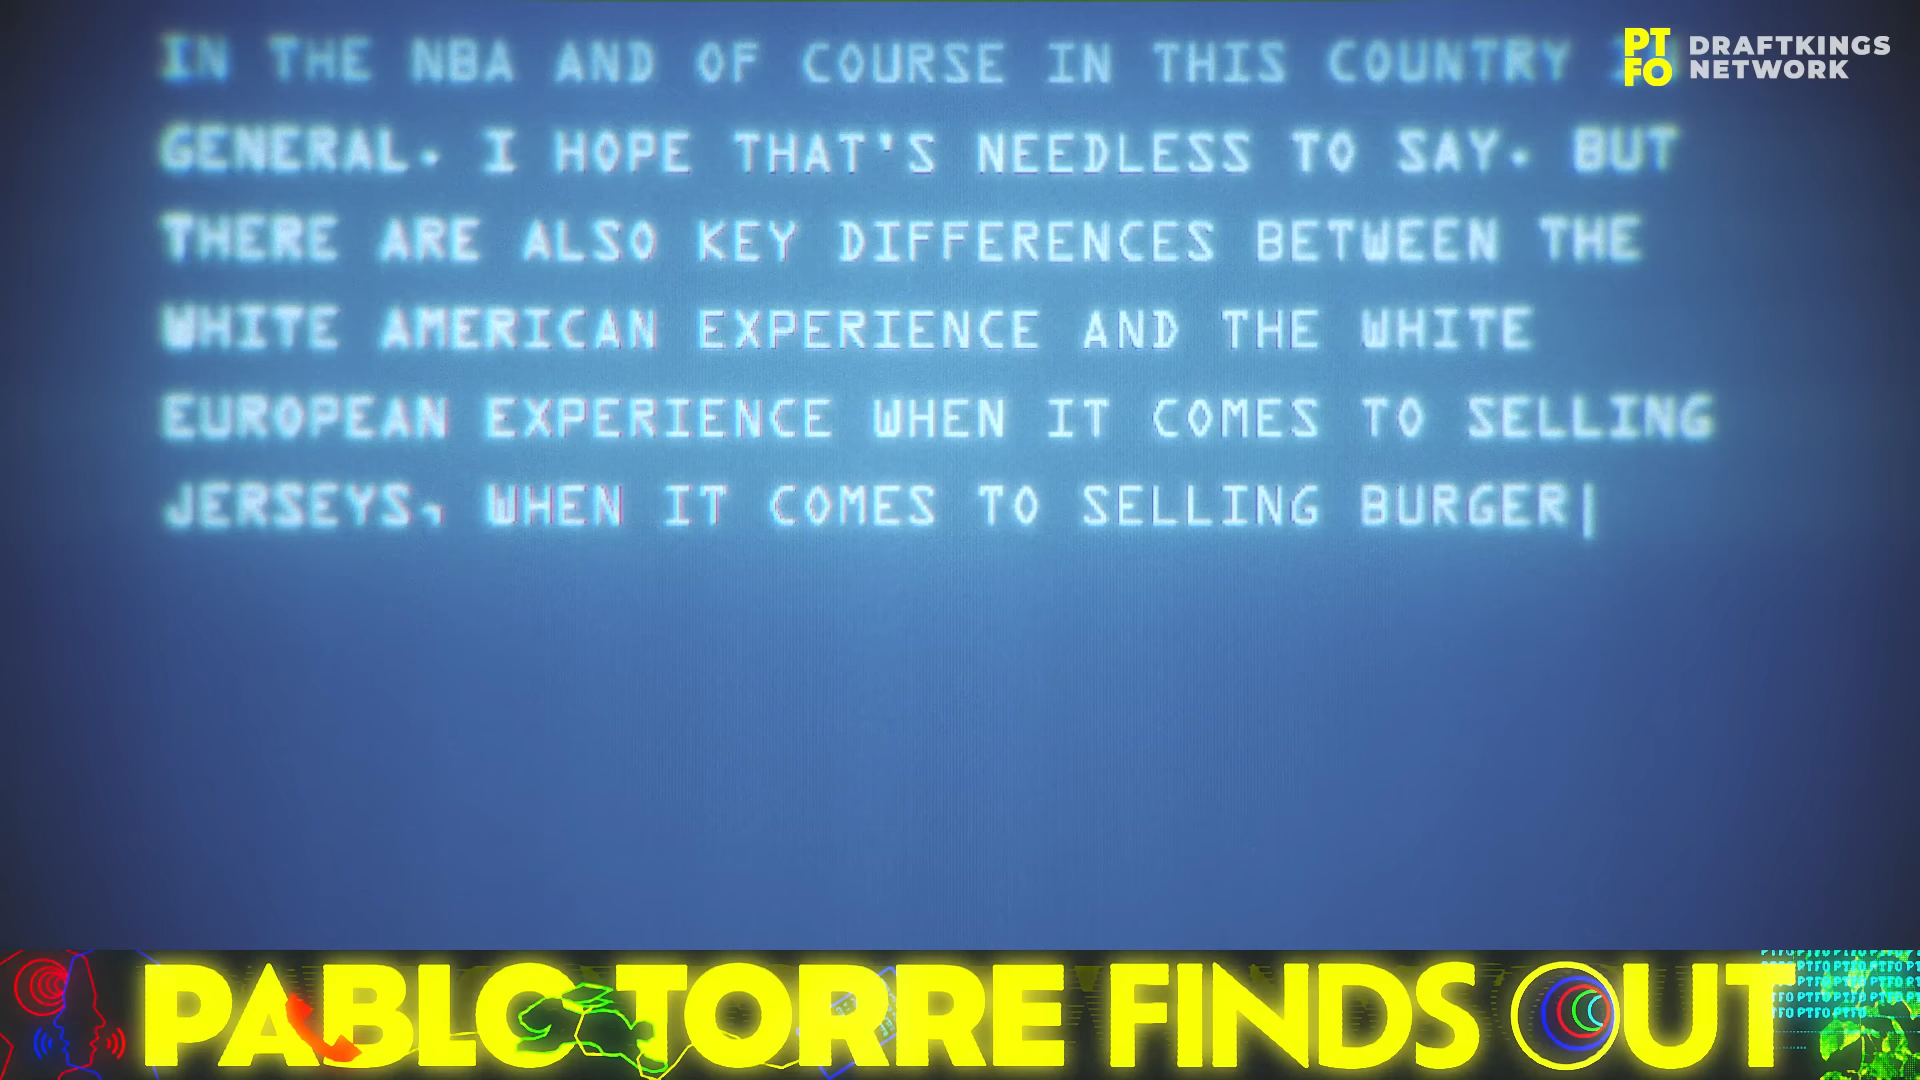 IN THE NBA AND OF COURSE IN THIS COUNTRY
GENERAL. I HOPE THAT'S NEEDLESS TO SAY. BUT
THERE ARE ALSO KEY DIFFERENCES BETWEEN THE
WHITE AMERICAN EXPERIENCE AND THE WHITE
EUROPEAN EXPERIENCE WHEN IT COMES TO SELLING
JERSEYS, WHEN IT COMES TO SELLING BURGER|
PT
FO
DRAFTKINGS
NETWORK
PABLO TORRE FINDS OUT